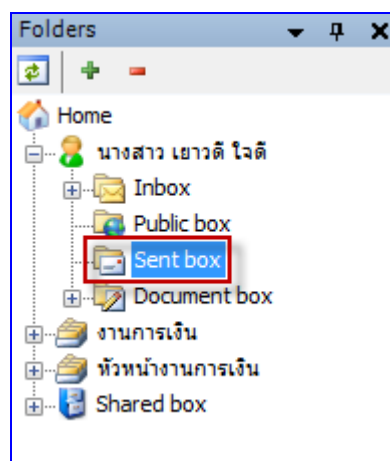 Folders
Home
นางสาว เยาวดี ใจดี
Inbox
Public box
Sent box
Document box
งานการเงิน
หัวหน้างานการเงิน
Shared box